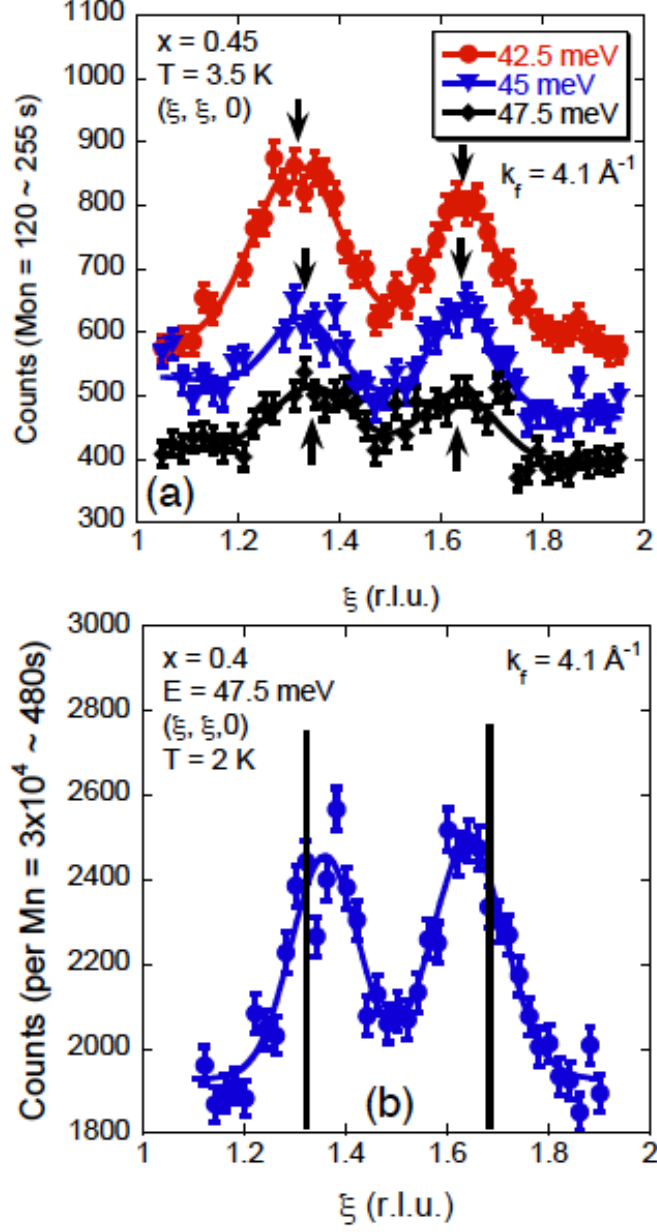 1100
1000
900
800
700
600
500
400
300
Counts (Mon = 120 ~ 255 s)
x = 0.45
T = 3.5 K
(ξ, ξ, 0)
42.5 meV
45 meV
47.5 meV
k_f = 4.1 Å⁻¹
(a)
1 1.2 1.4 1.6 1.8 2
ξ (r.l.u.)
3000
2800
2600
2400
2200
2000
1800
Counts (per Mn = 3x10⁴ ~ 480s)
x = 0.4
E = 47.5 meV
(ξ, ξ,0)
T = 2 K
k_f = 4.1 Å⁻¹
(b)
1 1.2 1.4 1.6 1.8 2
ξ (r.l.u.)